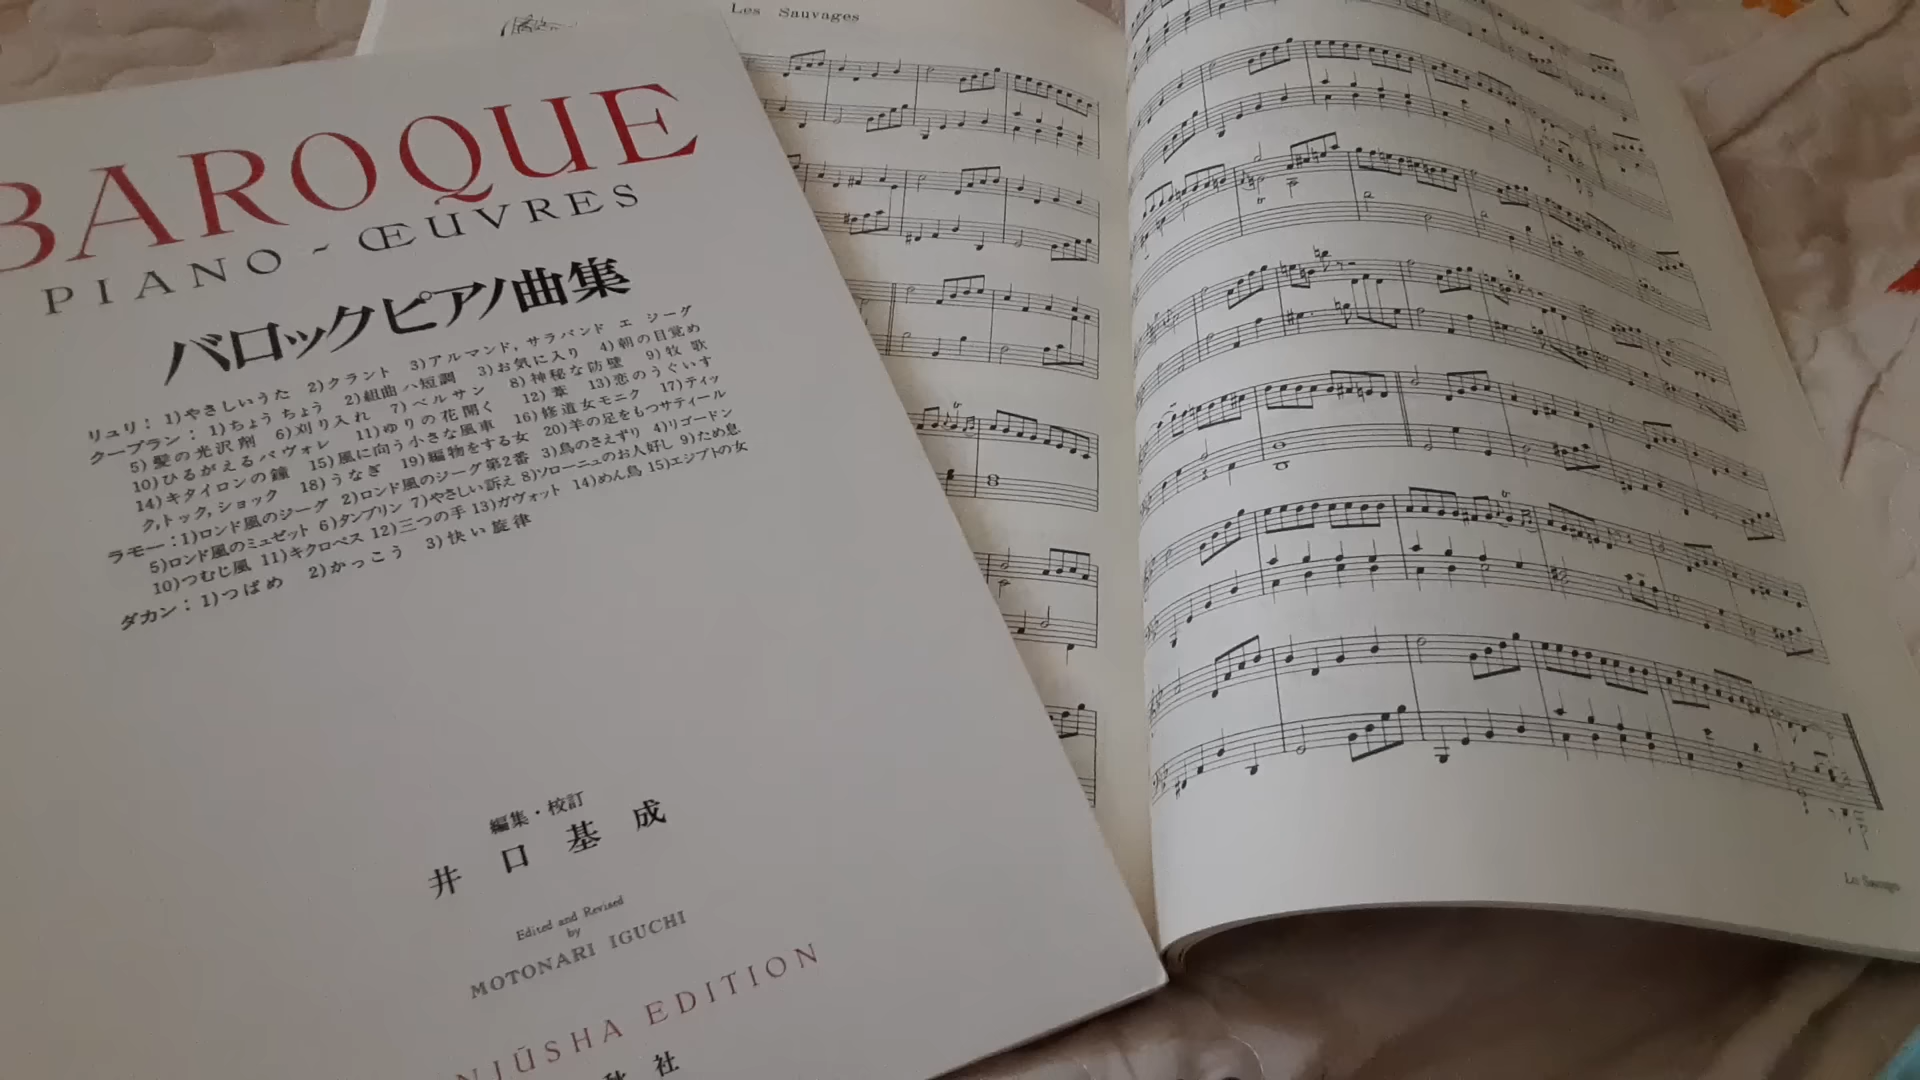 BAROQUE
PIANO - ŒUVRES
バロックピアノ曲集
リュリ: 1)やさしいうた 2)クラント 3)アルマンド, サラバンド エ ジーグ
クープラン: 1)ちょうちょう 2)組曲 ハ短調 3)お気に入り 4)朝の目覚め
5)髪の光沢剤 6)刈り入れ 7)ベルサン 8)神秘な防壁 9)牧歌
10)ひるがえるバヴォレ 11)ゆりの花開く 12)葦 13)恋のうぐいす
14)キタイロンの鐘 15)風に向う小さな風車 16)修道女モニク 17)ティッ
ク,トック,ショック 18)うなぎ 19)編物をする女 20)羊の足をもつサティール
ラモー: 1)ロンド風のジーグ 2)ロンド風のジーグ第2番 3)鳥のさえずり 4)リゴードン
5)ロンド風のミュゼット 6)タンブリン 7)やさしい訴え 8)ソローニュのお人好し 9)ため息
10)つむじ風 11)キクロペス 12)三つの手 13)ガヴォット 14)めん鳥 15)エジプトの女
ダカン: 1)つばめ 2)かっこう 3)快い旋律
編集・校訂
井口基成
Edited and Revised
by
MOTONARI IGUCHI
NJŪSHA EDITION
秋社
Les Sauvages